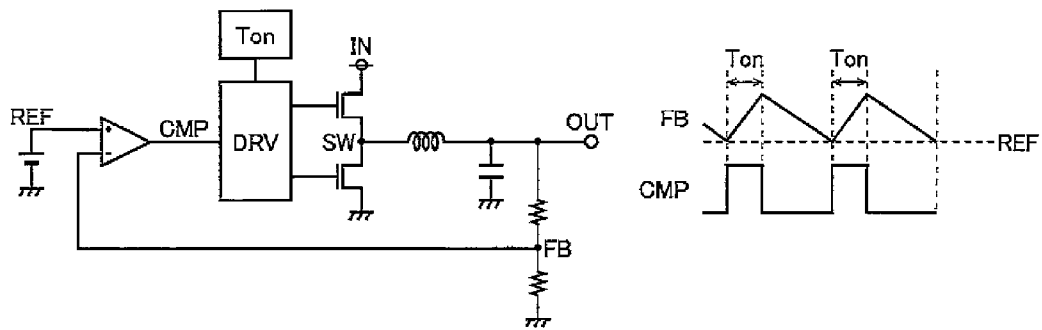 Ton
IN
REF
CMP
DRV
SW
OUT
FB
Ton Ton
FB
REF
CMP